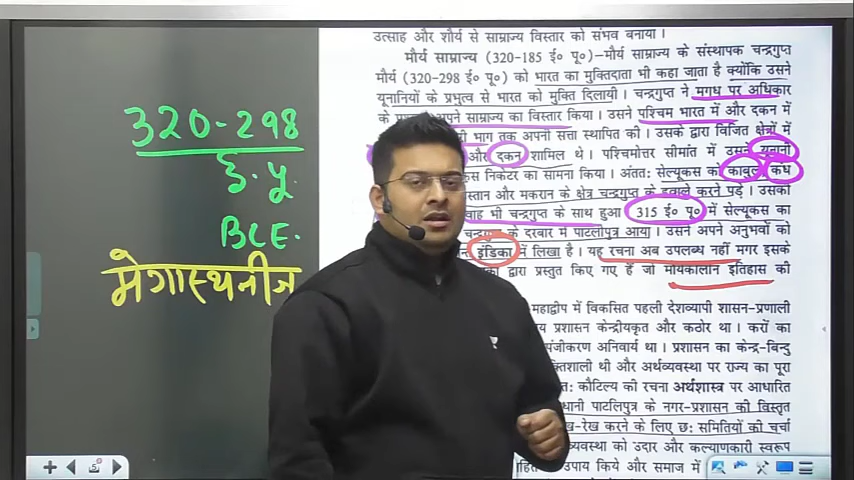 320-298
ई. पू.
BCE.
मेगास्थनीज
उत्साह और शौर्य से साम्राज्य विस्तार को संभव बनाया।
मौर्य साम्राज्य (320-185 ई० पू०)-मौर्य साम्राज्य के संस्थापक चन्द्रगुप्त
मौर्य (320-298 ई० पू०) को भारत का मुक्तिदाता भी कहा जाता है क्योंकि उसने
यूनानियों के प्रभुत्व से भारत को मुक्ति दिलायी। चन्द्रगुप्त ने मगध पर अधिकार
के अपने साम्राज्य का विस्तार किया। उसने पश्चिम भारत में और दकन में
भाग तक अपनी सत्ता स्थापित की। उसके द्वारा विजित क्षेत्रों में
और दकन शामिल थे। पश्चिमोत्तर सीमांत में उसने यूनानी
निकेटर का सामना किया। अंततः सेल्यूकस को काबुल, कंध
और मकरान के क्षेत्र चन्द्रगुप्त के हवाले करने पड़े। उसकी
भी चन्द्रगुप्त के साथ हुआ 315 ई० पू० में सेल्यूकस का
के दरबार में पाटलिपुत्र आया। उसने अपने अनुभवों को
इंडिका में लिखा है। यह रचना अब उपलब्ध नहीं मगर इसके
द्वारा प्रस्तुत किए गए हैं जो मौर्यकालीन इतिहास की
महाद्वीप में विकसित पहली देशव्यापी शासन-प्रणाली
प्रशासन केन्द्रीयकृत और कठोर था। करों का
अनिवार्य था। प्रशासन का केन्द्र-बिन्दु
थी और अर्थव्यवस्था पर राज्य का पूरा
कौटिल्य की रचना अर्थशास्त्र पर आधारित
पाटलिपुत्र के नगर-प्रशासन की विस्तृत
करने के लिए छः समितियों की चर्चा
को उदार और कल्याणकारी स्वरूप
उपाय किये और समाज में